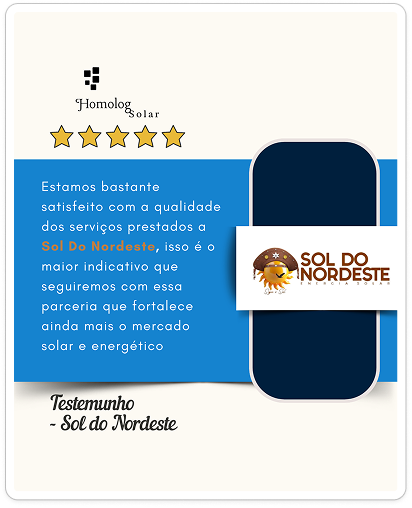 Homolog
Solar
Estamos bastante
satisfeito com a qualidade
dos serviços prestados a
Sol Do Nordeste, isso é o
maior indicativo que
seguiremos com essa
parceria que fortalece
ainda mais o mercado
solar e energético
SOL DO
NORDESTE
ENERGIA SOLAR
Testemunho
- Sol do Nordeste